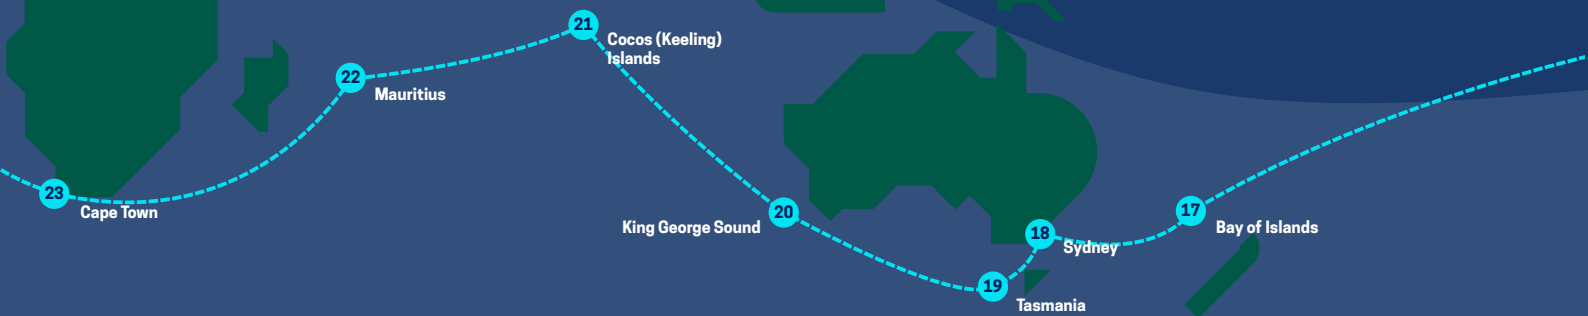 21
Cocos (Keeling)
Islands
22
Mauritius
23
Cape Town
20
King George Sound
17
Bay of Islands
18
Sydney
19
Tasmania